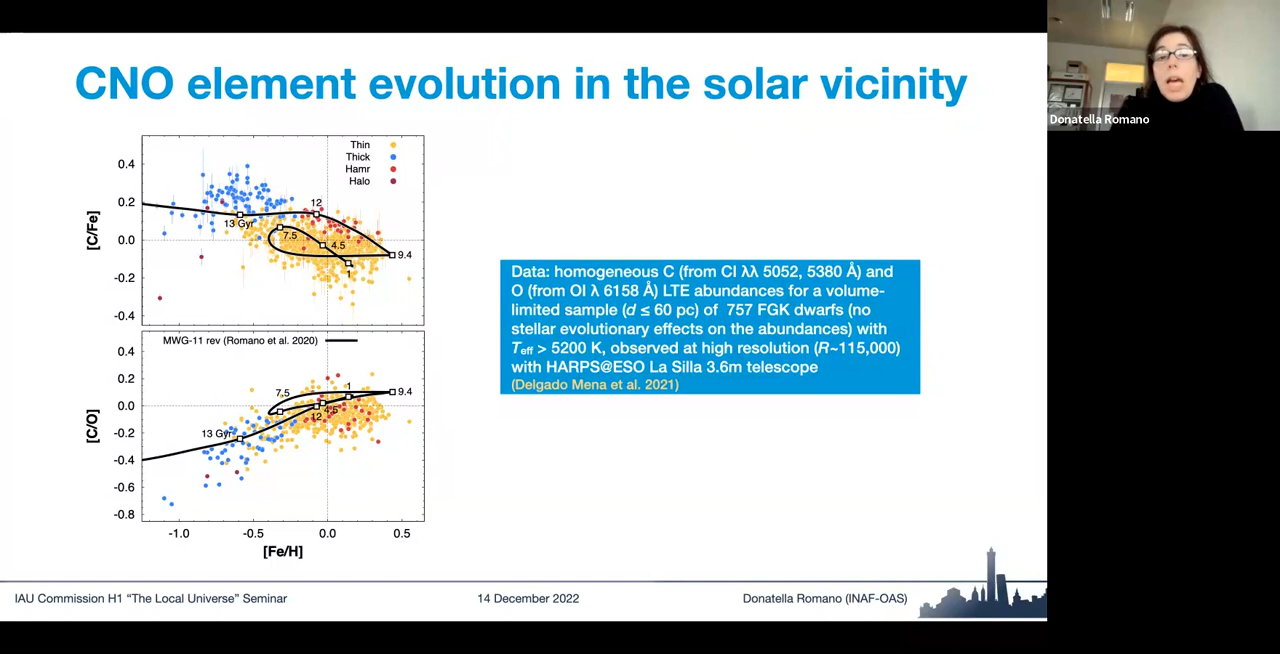 CNO element evolution in the solar vicinity
Donatella Romano
Thin
Thick
Hamr
Halo
0.4
0.2
0.0
-0.2
-0.4
[C/Fe]
13 Gyr
12
7.5
4.5
1
9.4
MWG-11 rev (Romano et al. 2020)
0.4
0.2
0.0
-0.2
-0.4
-0.6
-0.8
[C/O]
13 Gyr
7.5
12
4.5
1
9.4
-1.0
-0.5
0.0
0.5
[Fe/H]
Data: homogeneous C (from CI λλ 5052, 5380 Å) and
O (from OI λ 6158 Å) LTE abundances for a volume-
limited sample (d ≤ 60 pc) of 757 FGK dwarfs (no
stellar evolutionary effects on the abundances) with
Teff > 5200 K, observed at high resolution (R~115,000)
with HARPS@ESO La Silla 3.6m telescope
(Delgado Mena et al. 2021)
IAU Commission H1 “The Local Universe” Seminar
14 December 2022
Donatella Romano (INAF-OAS)